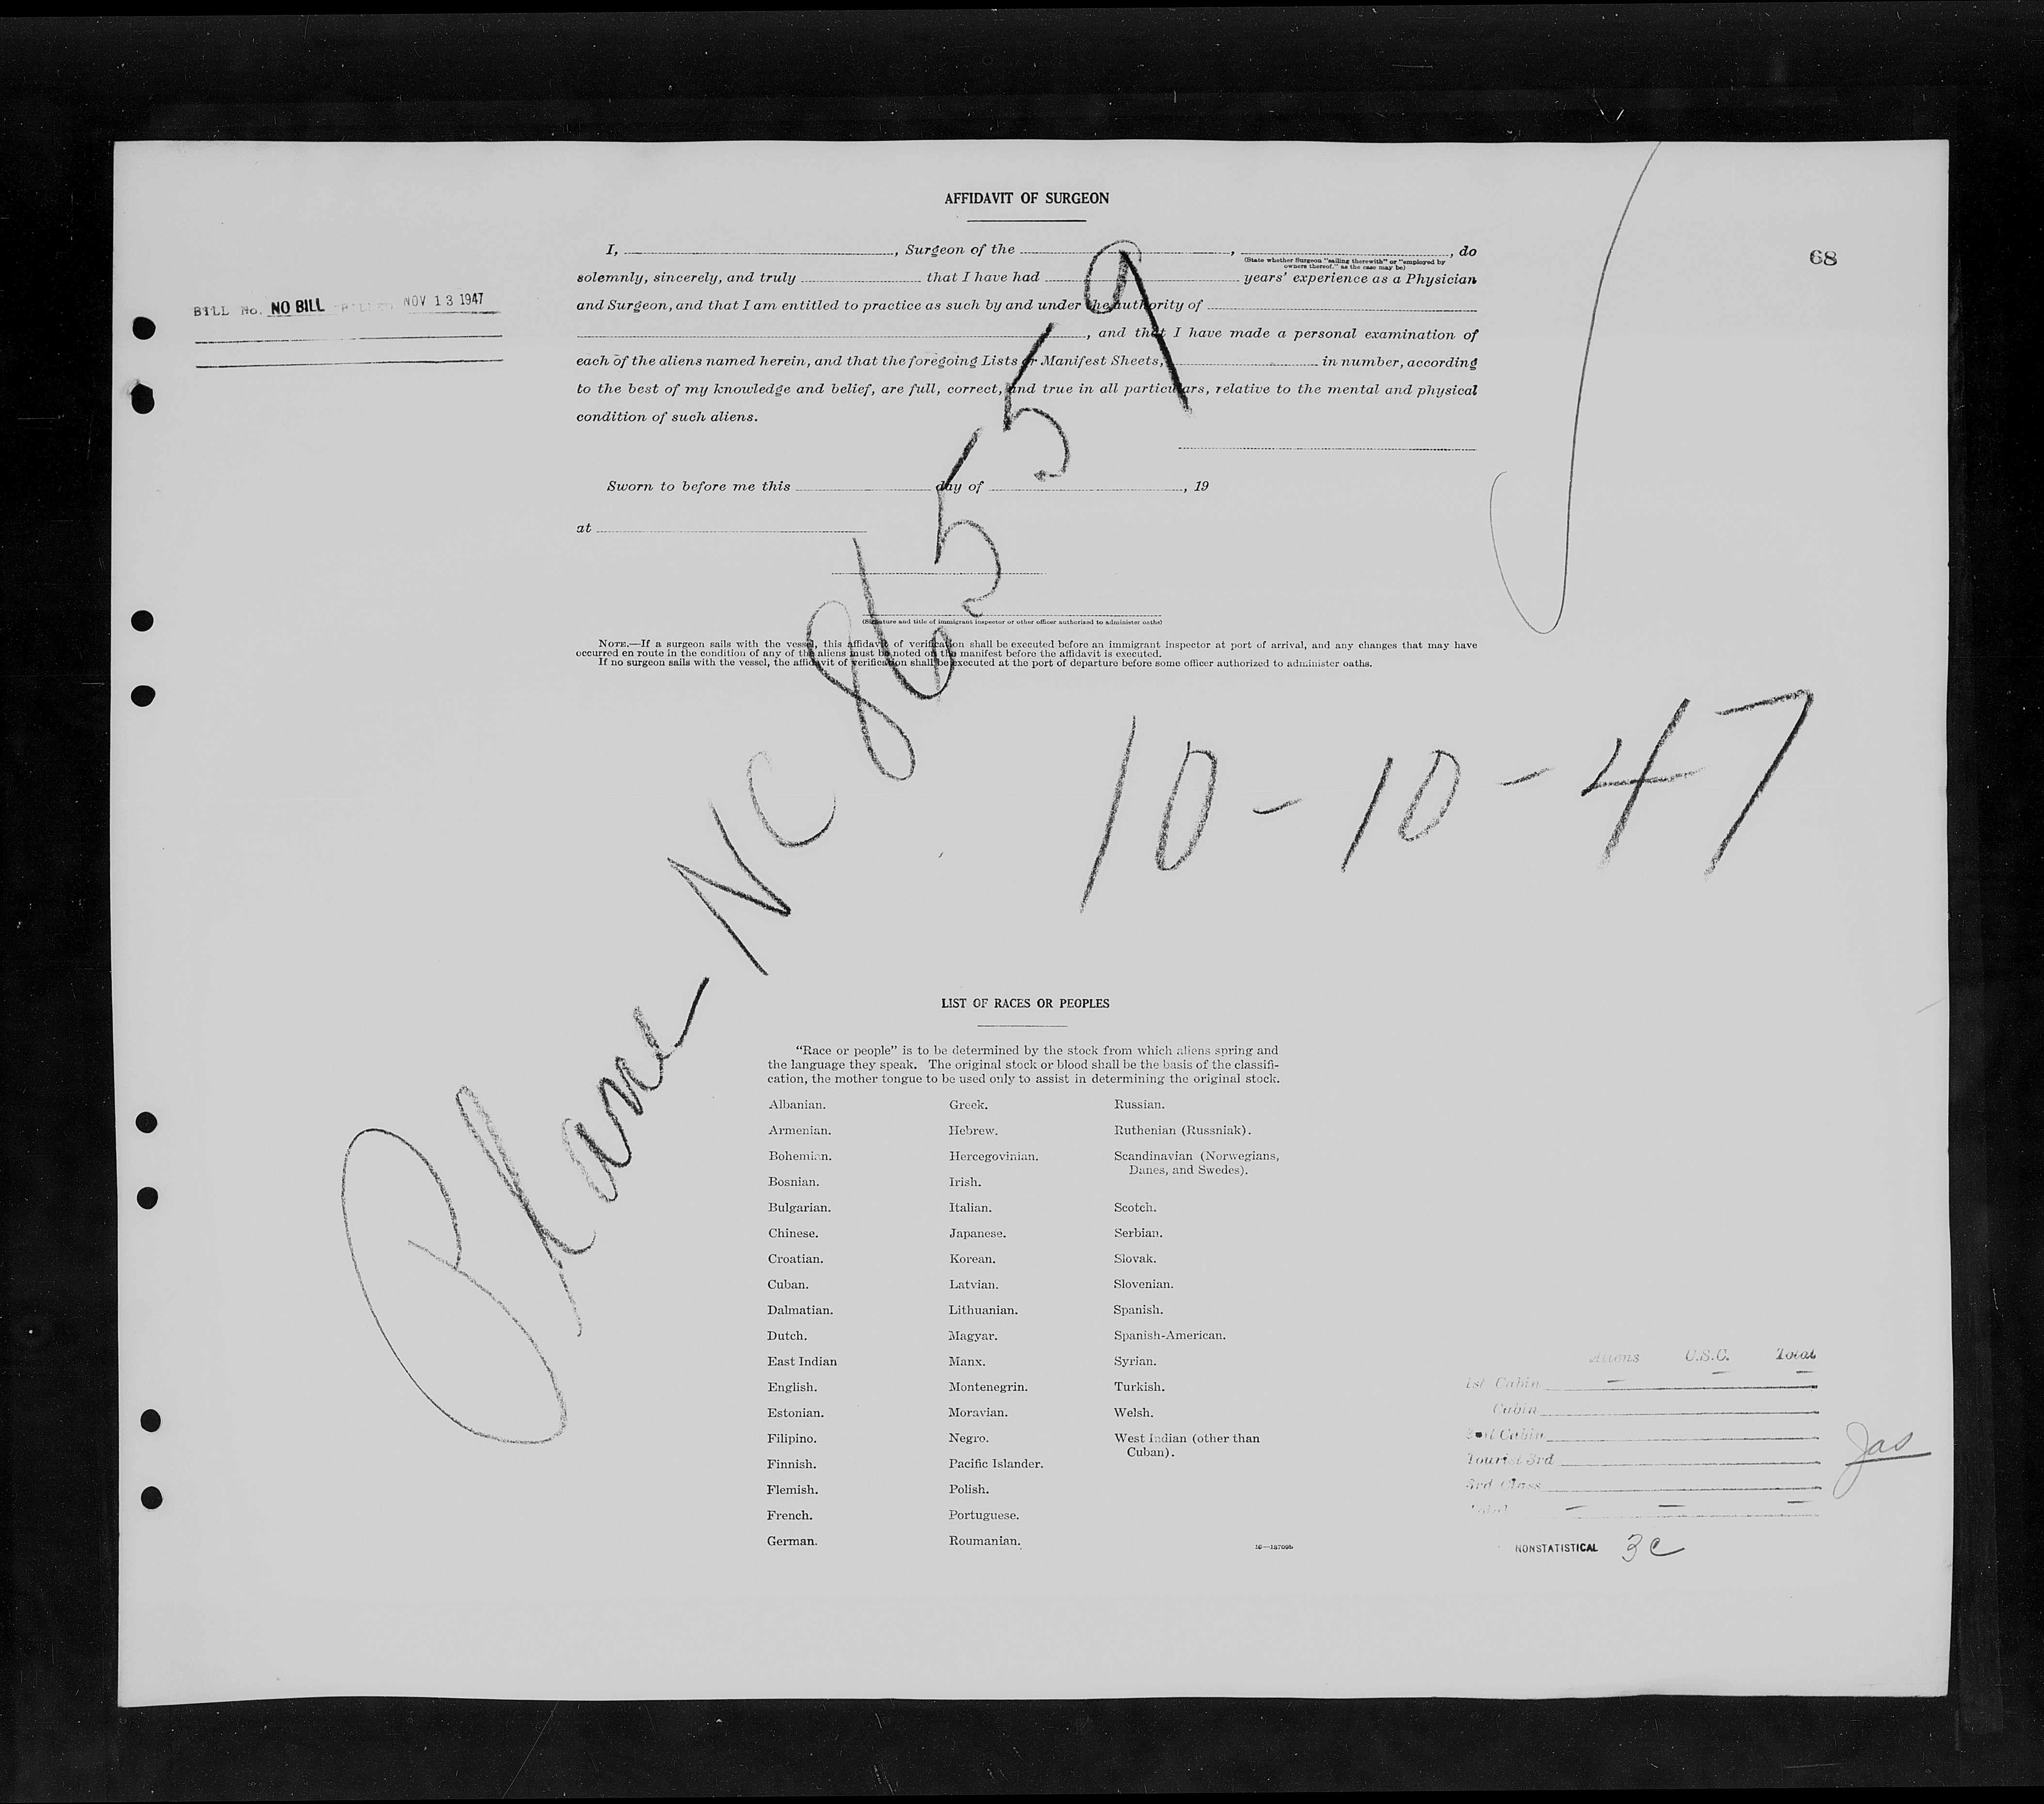 AFFIDAVIT OF SURGEON
I, , Surgeon of the , , do
(State whether Surgeon "sailing therewith" or "employed by
owners thereof," as the case may be)
68
solemnly, sincerely, and truly that I have had years' experience as a Physician
BILL No. NO BILL BILLED NOV 13 1947
and Surgeon, and that I am entitled to practice as such by and under the authority of
, and that I have made a personal examination of
each of the aliens named herein, and that the foregoing Lists or Manifest Sheets, in number, according
to the best of my knowledge and belief, are full, correct, and true in all particulars, relative to the mental and physical
condition of such aliens.
Sworn to before me this day of , 19
at
(Signature and title of immigrant inspector or other officer authorized to administer oaths)
NOTE.—If a surgeon sails with the vessel, this affidavit of verification shall be executed before an immigrant inspector at port of arrival, and any changes that may have
occurred en route in the condition of any of the aliens must be noted on the manifest before the affidavit is executed.
If no surgeon sails with the vessel, the affidavit of verification shall be executed at the port of departure before some officer authorized to administer oaths.
Plane NC 86559
10-10-47
LIST OF RACES OR PEOPLES
"Race or people" is to be determined by the stock from which aliens spring and
the language they speak. The original stock or blood shall be the basis of the classifi-
cation, the mother tongue to be used only to assist in determining the original stock.
Albanian.
Armenian.
Bohemian.
Bosnian.
Bulgarian.
Chinese.
Croatian.
Cuban.
Dalmatian.
Dutch.
East Indian
English.
Estonian.
Filipino.
Finnish.
Flemish.
French.
German.
Greek.
Hebrew.
Hercegovinian.
Irish.
Italian.
Japanese.
Korean.
Latvian.
Lithuanian.
Magyar.
Manx.
Montenegrin.
Moravian.
Negro.
Pacific Islander.
Polish.
Portuguese.
Roumanian.
Russian.
Ruthenian (Russniak).
Scandinavian (Norwegians,
Danes, and Swedes).
Scotch.
Serbian.
Slovak.
Slovenian.
Spanish.
Spanish-American.
Syrian.
Turkish.
Welsh.
West Indian (other than
Cuban).
Aliens U.S.C. Total
1st Cabin — — —
Cabin
2nd Cabin
Tourist 3rd
3rd Class
Total — — —
Jas
NONSTATISTICAL 3c